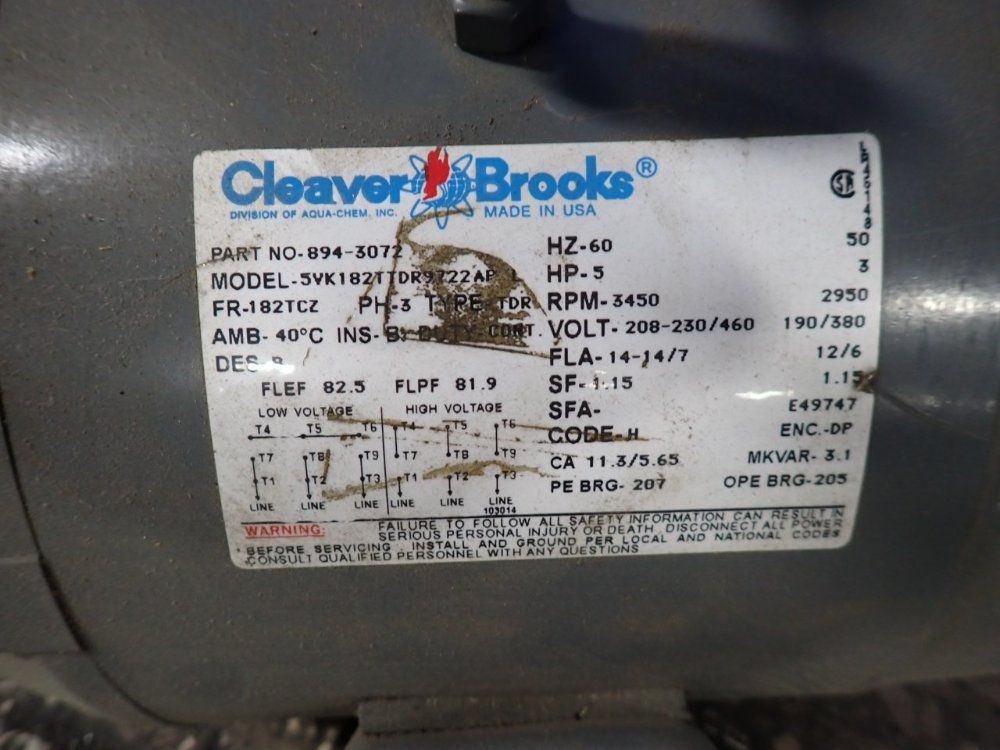 Cleaver Brooks®
DIVISION OF AQUA-CHEM, INC. MADE IN USA
PART NO-894-3072 HZ-60 50
MODEL-5VK182TTDR9722AP L HP-5 3
FR-182TCZ PH-3 TYPE-TDR RPM-3450 2950
AMB-40°C INS-B DUTY-CONT. VOLT-208-230/460 190/380
DES-B FLA-14-14/7 12/6
FLEF 82.5 FLPF 81.9 SF-1.15 1.15
SFA- E49747
LOW VOLTAGE HIGH VOLTAGE
CODE-H ENC.-DP
T4 T5 T6 T4 T5 T6
T7 T8 T9 T7 T8 T9
CA 11.3/5.65 MKVAR-3.1
T1 T2 T3 T1 T2 T3
PE BRG-207 OPE BRG-205
LINE LINE LINE LINE LINE LINE
103014
WARNING: FAILURE TO FOLLOW ALL SAFETY INFORMATION CAN RESULT IN
SERIOUS PERSONAL INJURY OR DEATH. DISCONNECT ALL POWER
BEFORE SERVICING. INSTALL AND GROUND PER LOCAL AND NATIONAL CODES
CONSULT QUALIFIED PERSONNEL WITH ANY QUESTIONS